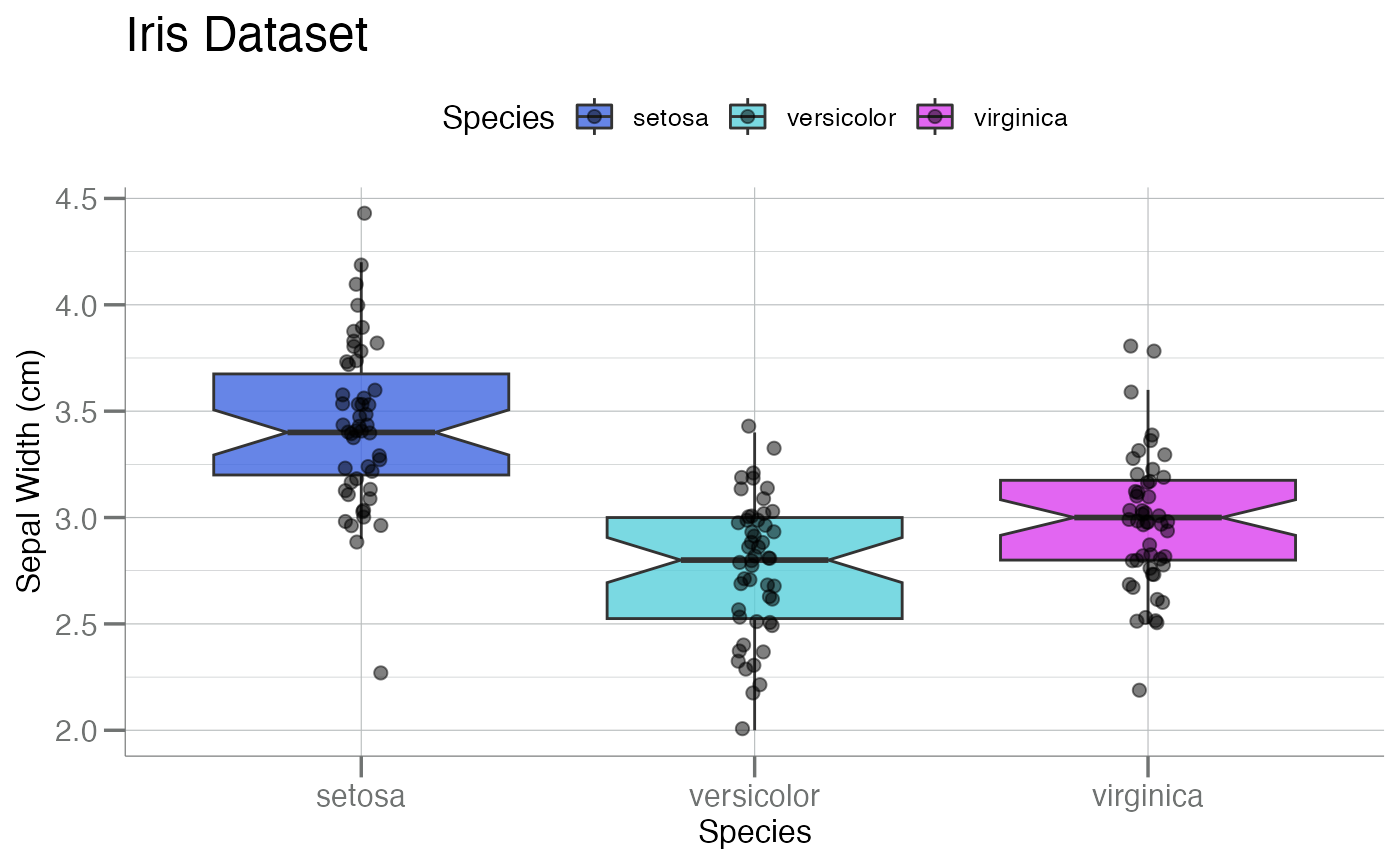 Iris Dataset
Species setosa versicolor virginica
Sepal Width (cm)
4.5
4.0
3.5
3.0
2.5
2.0
setosa versicolor virginica
Species